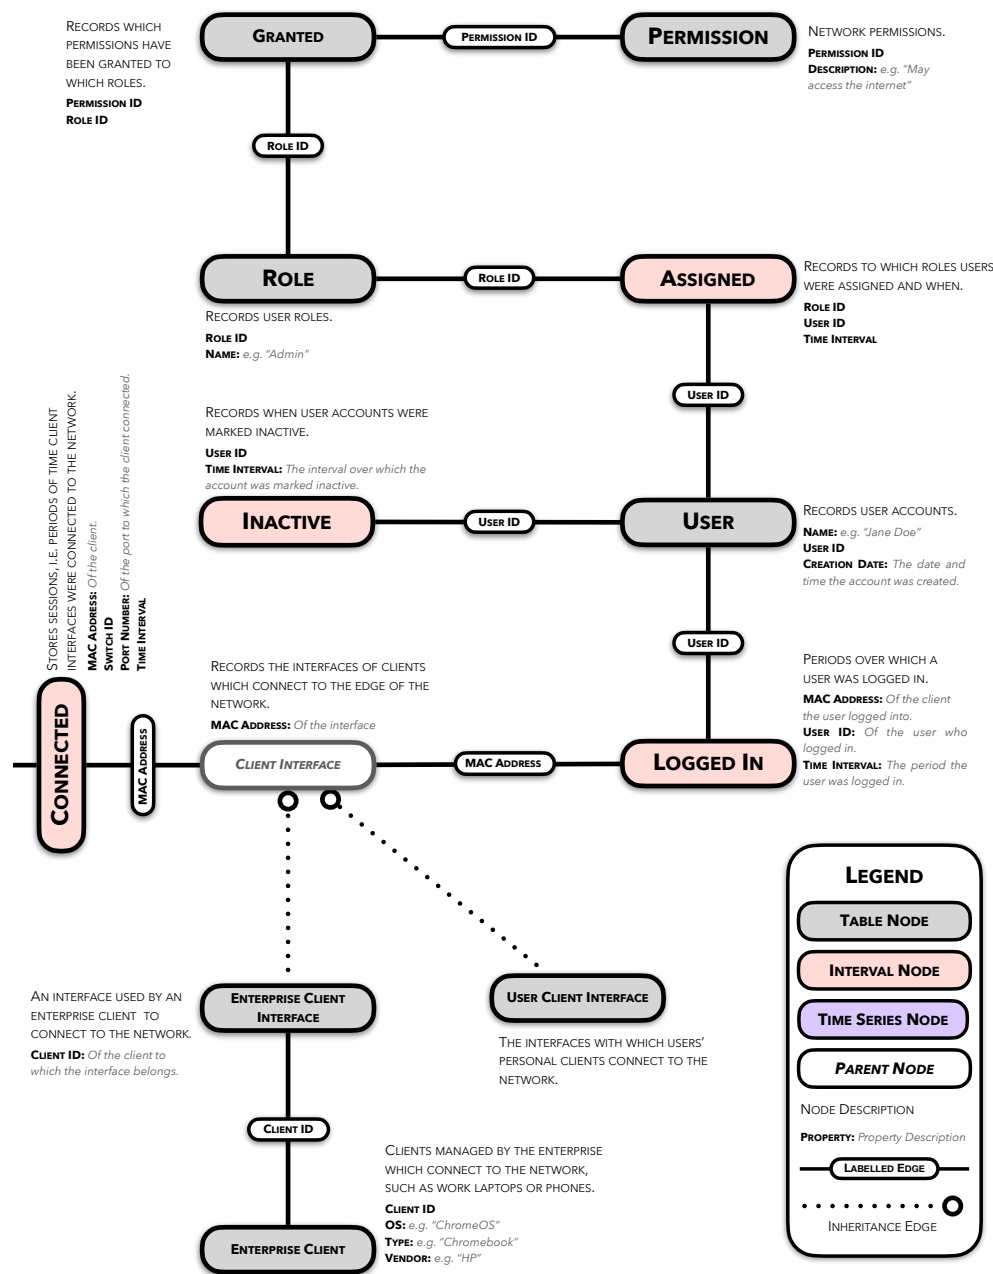 RECORDS WHICH
PERMISSIONS HAVE
BEEN GRANTED TO
WHICH ROLES.
PERMISSION ID
ROLE ID
GRANTED
PERMISSION ID
PERMISSION
NETWORK PERMISSIONS.
PERMISSION ID
DESCRIPTION: e.g. "May
access the internet"
ROLE ID
ROLE
ROLE ID
ASSIGNED
RECORDS TO WHICH ROLES USERS
WERE ASSIGNED AND WHEN.
ROLE ID
USER ID
TIME INTERVAL
RECORDS USER ROLES.
ROLE ID
NAME: e.g. "Admin"
USER ID
RECORDS WHEN USER ACCOUNTS WERE
MARKED INACTIVE.
USER ID
TIME INTERVAL: The interval over which the
account was marked inactive.
INACTIVE
USER ID
USER
RECORDS USER ACCOUNTS.
NAME: e.g. "Jane Doe"
USER ID
CREATION DATE: The date and
time the account was created.
STORES SESSIONS, I.E. PERIODS OF TIME CLIENT
INTERFACES WERE CONNECTED TO THE NETWORK.
MAC ADDRESS: Of the client.
SWITCH ID
PORT NUMBER: Of the port to which the client connected.
TIME INTERVAL
USER ID
CONNECTED
MAC ADDRESS
RECORDS THE INTERFACES OF CLIENTS
WHICH CONNECT TO THE EDGE OF THE
NETWORK.
MAC ADDRESS: Of the interface
CLIENT INTERFACE
MAC ADDRESS
LOGGED IN
PERIODS OVER WHICH A
USER WAS LOGGED IN.
MAC ADDRESS: Of the client
the user logged into.
USER ID: Of the user who
logged in.
TIME INTERVAL: The period the
user was logged in.
AN INTERFACE USED BY AN
ENTERPRISE CLIENT TO
CONNECT TO THE NETWORK.
CLIENT ID: Of the client to
which the interface belongs.
ENTERPRISE CLIENT
INTERFACE
USER CLIENT INTERFACE
THE INTERFACES WITH WHICH USERS'
PERSONAL CLIENTS CONNECT TO THE
NETWORK.
CLIENT ID
CLIENTS MANAGED BY THE ENTERPRISE
WHICH CONNECT TO THE NETWORK,
SUCH AS WORK LAPTOPS OR PHONES.
CLIENT ID
OS: e.g. "ChromeOS"
TYPE: e.g. "Chromebook"
VENDOR: e.g. "HP"
ENTERPRISE CLIENT
LEGEND
TABLE NODE
INTERVAL NODE
TIME SERIES NODE
PARENT NODE
NODE DESCRIPTION
PROPERTY: Property Description
LABELLED EDGE
INHERITANCE EDGE